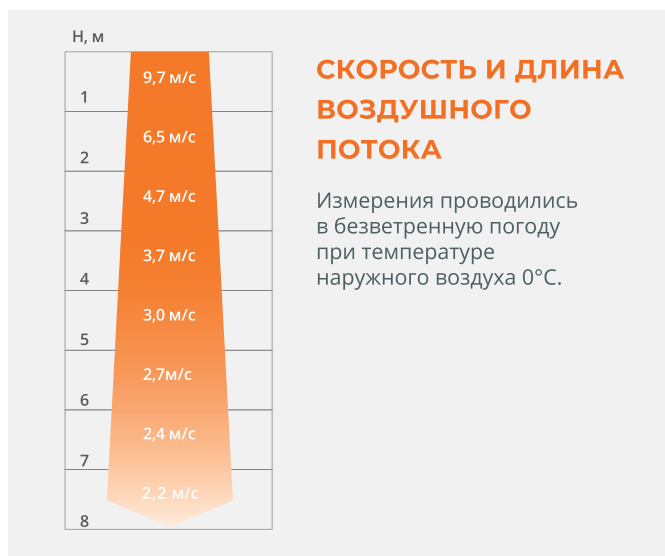 Н, м
9,7 м/с
1
6,5 м/с
2
4,7 м/с
3
3,7 м/с
4
3,0 м/с
5
2,7м/с
6
2,4 м/с
7
2,2 м/с
8
СКОРОСТЬ И ДЛИНА
ВОЗДУШНОГО
ПОТОКА
Измерения проводились
в безветренную погоду
при температуре
наружного воздуха 0°С.